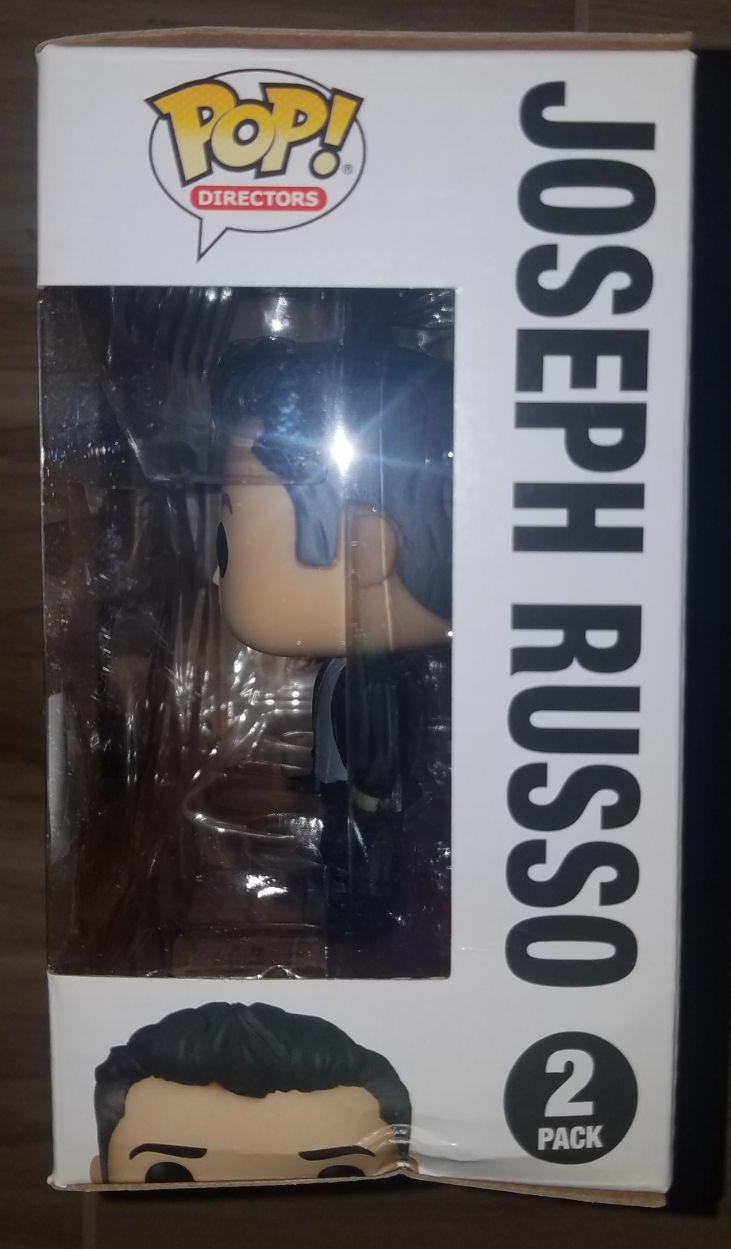 POP!®
DIRECTORS
JOSEPH RUSSO
2
PACK